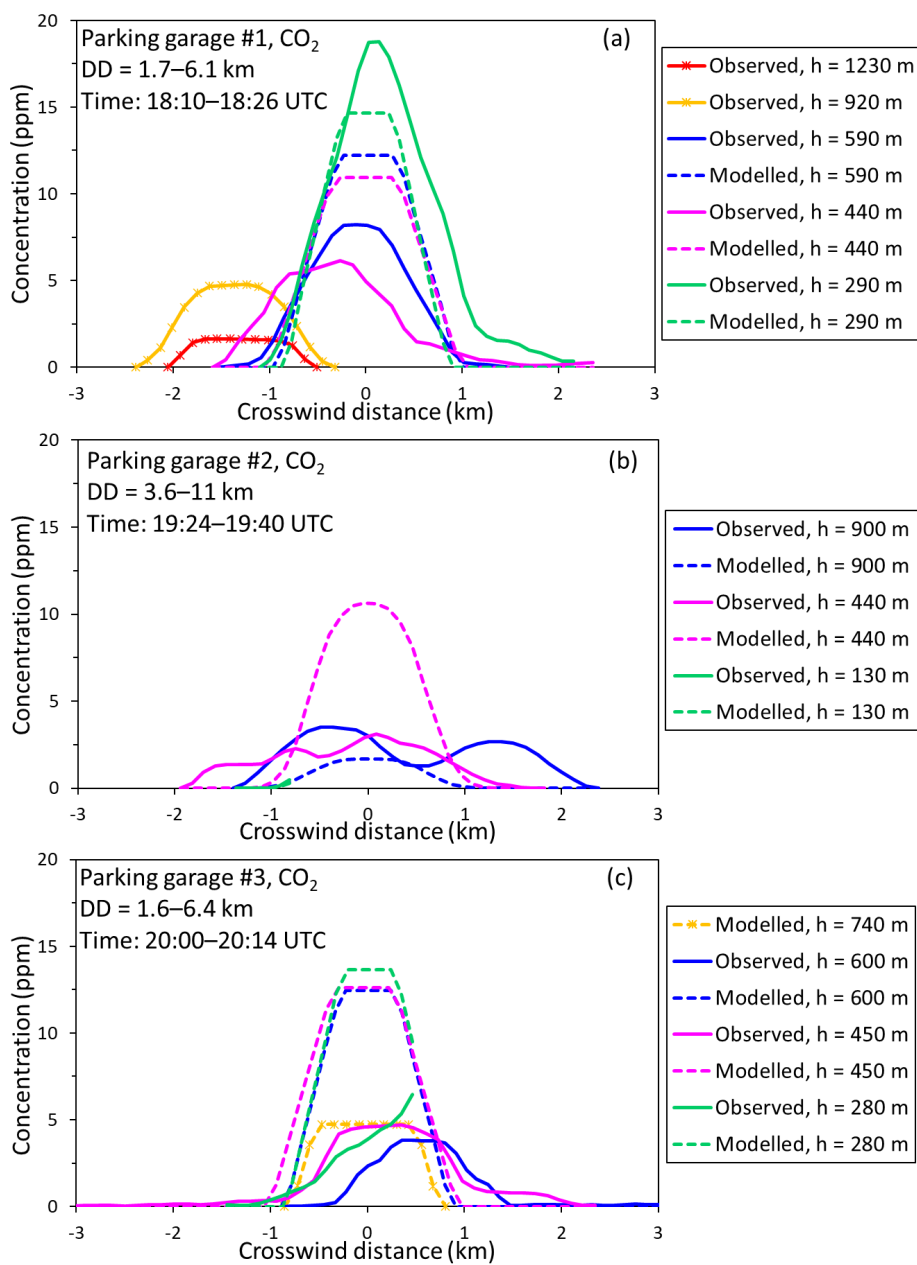 20
Parking garage #1, CO₂
(a)
DD = 1.7–6.1 km
Time: 18:10–18:26 UTC
15
10
5
0
Concentration (ppm)
-3 -2 -1 0 1 2 3
Crosswind distance (km)
Observed, h = 1230 m
Observed, h = 920 m
Observed, h = 590 m
Modelled, h = 590 m
Observed, h = 440 m
Modelled, h = 440 m
Observed, h = 290 m
Modelled, h = 290 m
20
Parking garage #2, CO₂
(b)
DD = 3.6–11 km
Time: 19:24–19:40 UTC
15
10
5
0
Concentration (ppm)
-3 -2 -1 0 1 2 3
Crosswind distance (km)
Observed, h = 900 m
Modelled, h = 900 m
Observed, h = 440 m
Modelled, h = 440 m
Observed, h = 130 m
Modelled, h = 130 m
20
Parking garage #3, CO₂
(c)
DD = 1.6–6.4 km
Time: 20:00–20:14 UTC
15
10
5
0
Concentration (ppm)
-3 -2 -1 0 1 2 3
Crosswind distance (km)
Modelled, h = 740 m
Observed, h = 600 m
Modelled, h = 600 m
Observed, h = 450 m
Modelled, h = 450 m
Observed, h = 280 m
Modelled, h = 280 m